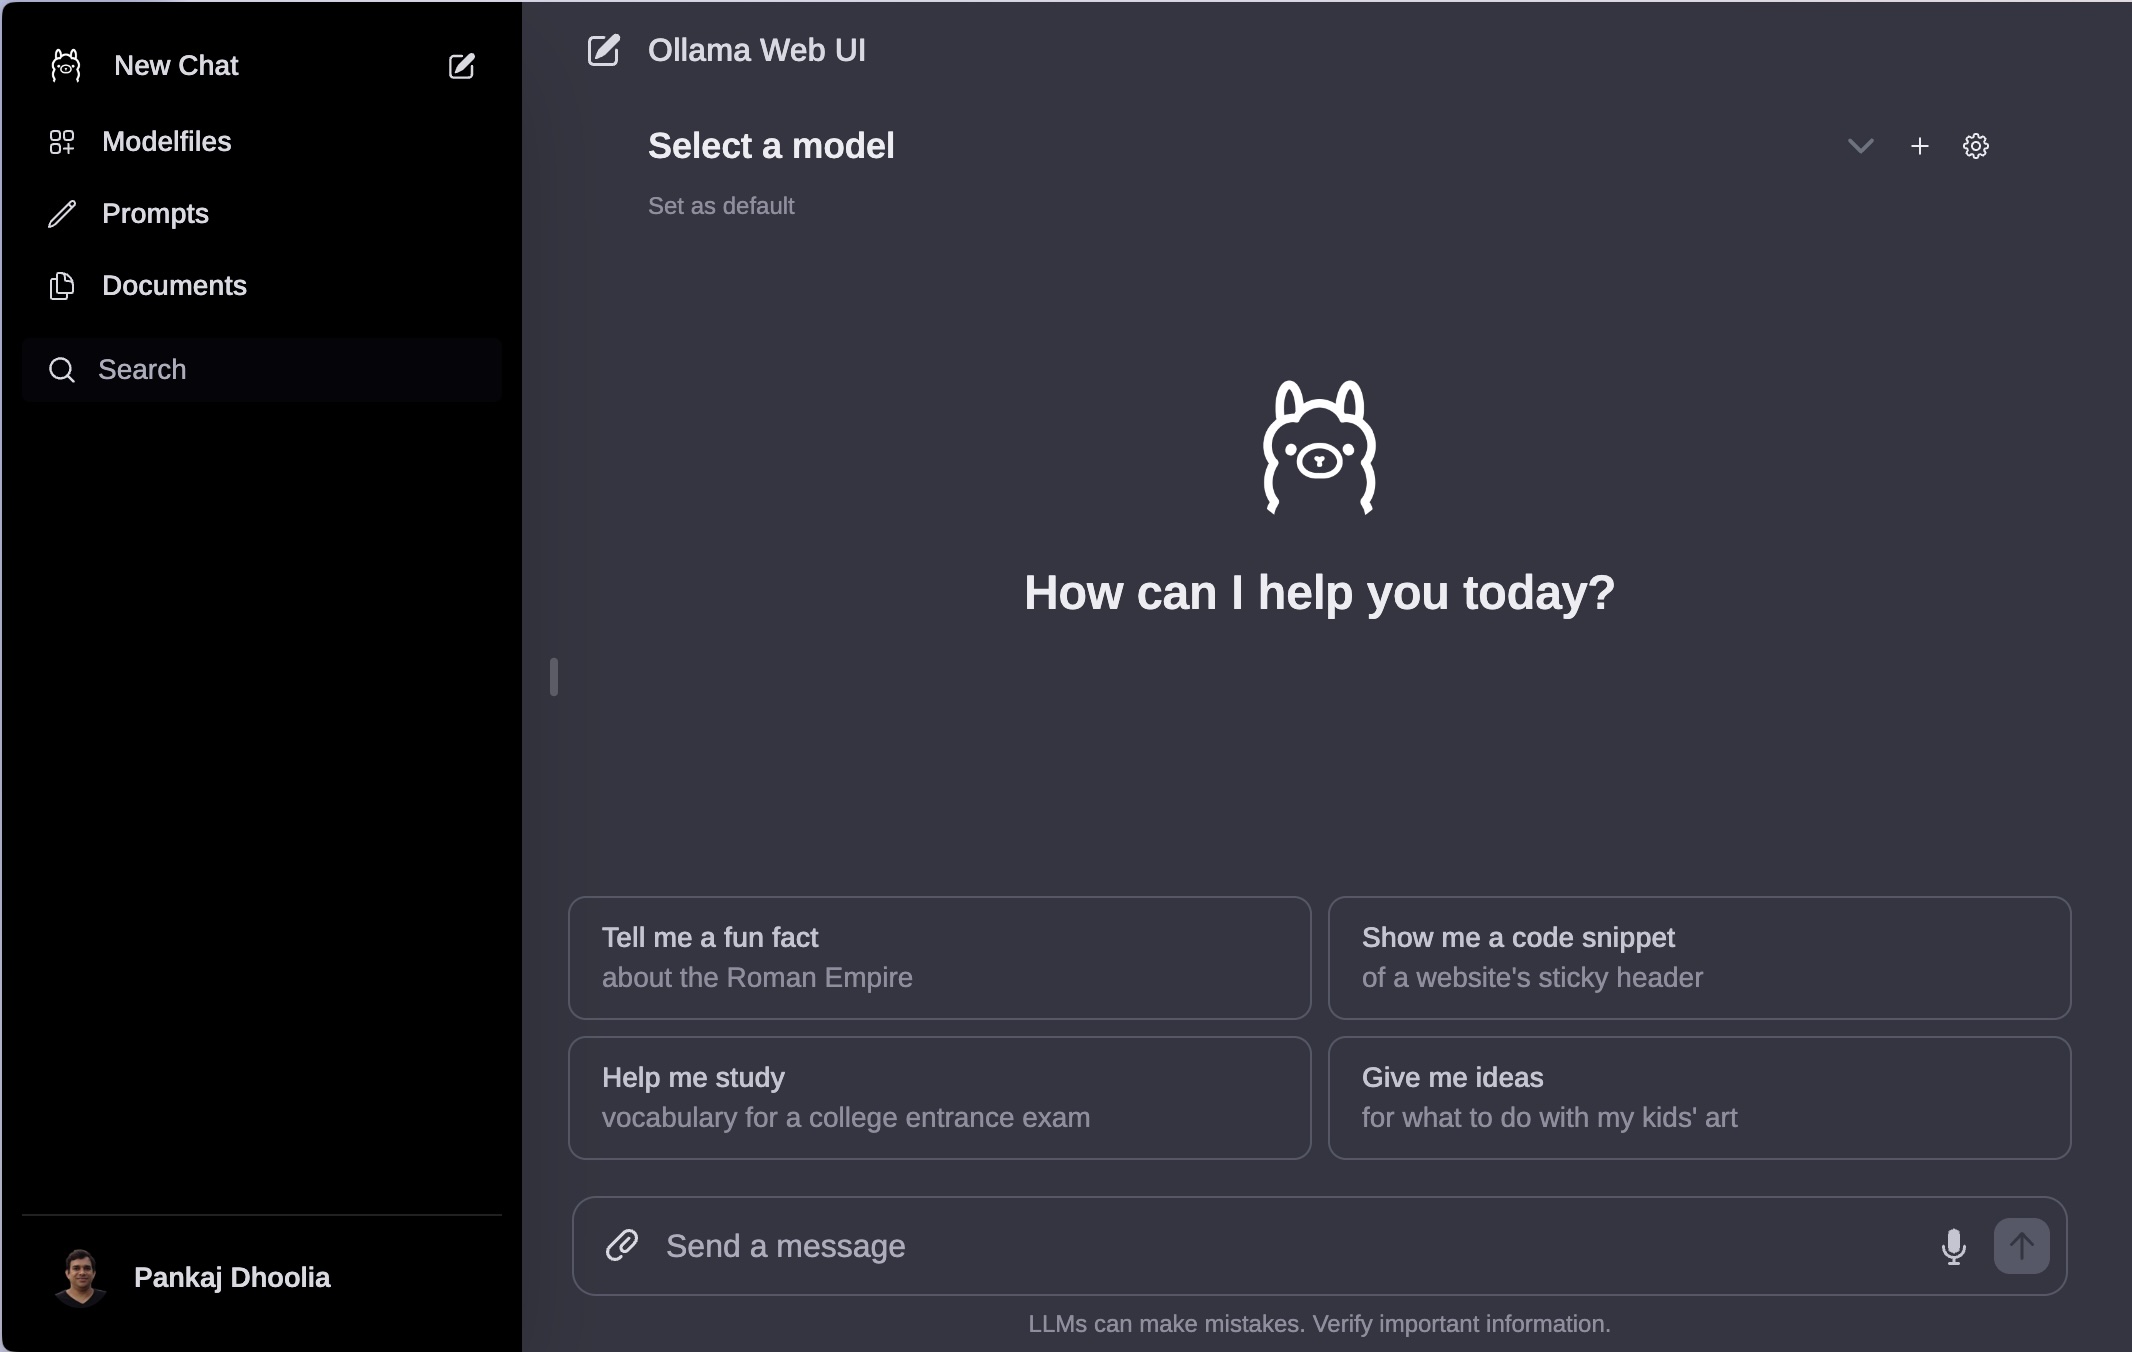 New Chat
Modelfiles
Prompts
Documents
Search
Pankaj Dhoolia
Ollama Web UI
Select a model
Set as default
How can I help you today?
Tell me a fun fact
about the Roman Empire
Show me a code snippet
of a website's sticky header
Help me study
vocabulary for a college entrance exam
Give me ideas
for what to do with my kids' art
Send a message
LLMs can make mistakes. Verify important information.